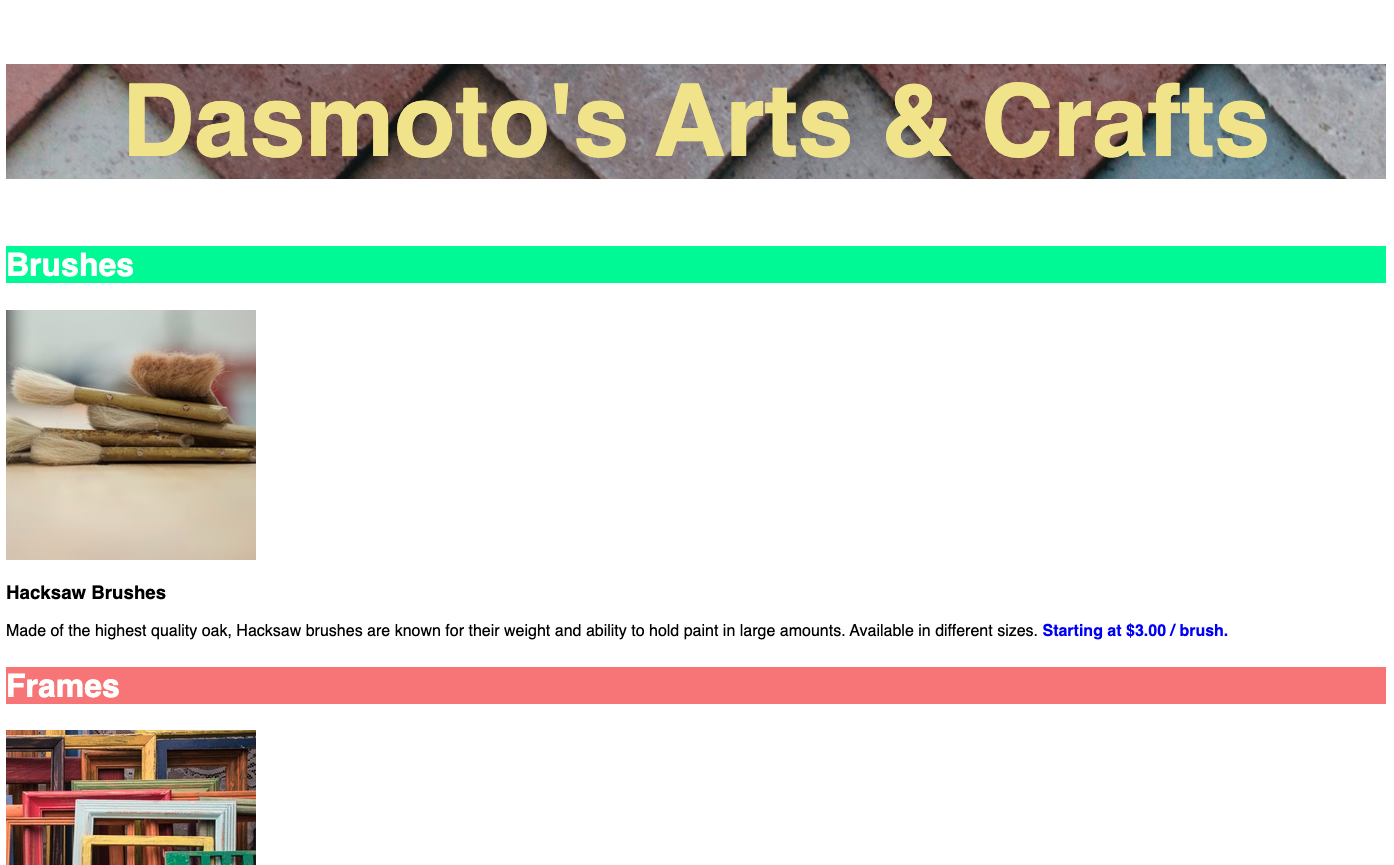 Dasmoto's Arts & Crafts
Brushes
Hacksaw Brushes
Made of the highest quality oak, Hacksaw brushes are known for their weight and ability to hold paint in large amounts. Available in different sizes. Starting at $3.00 / brush.
Frames